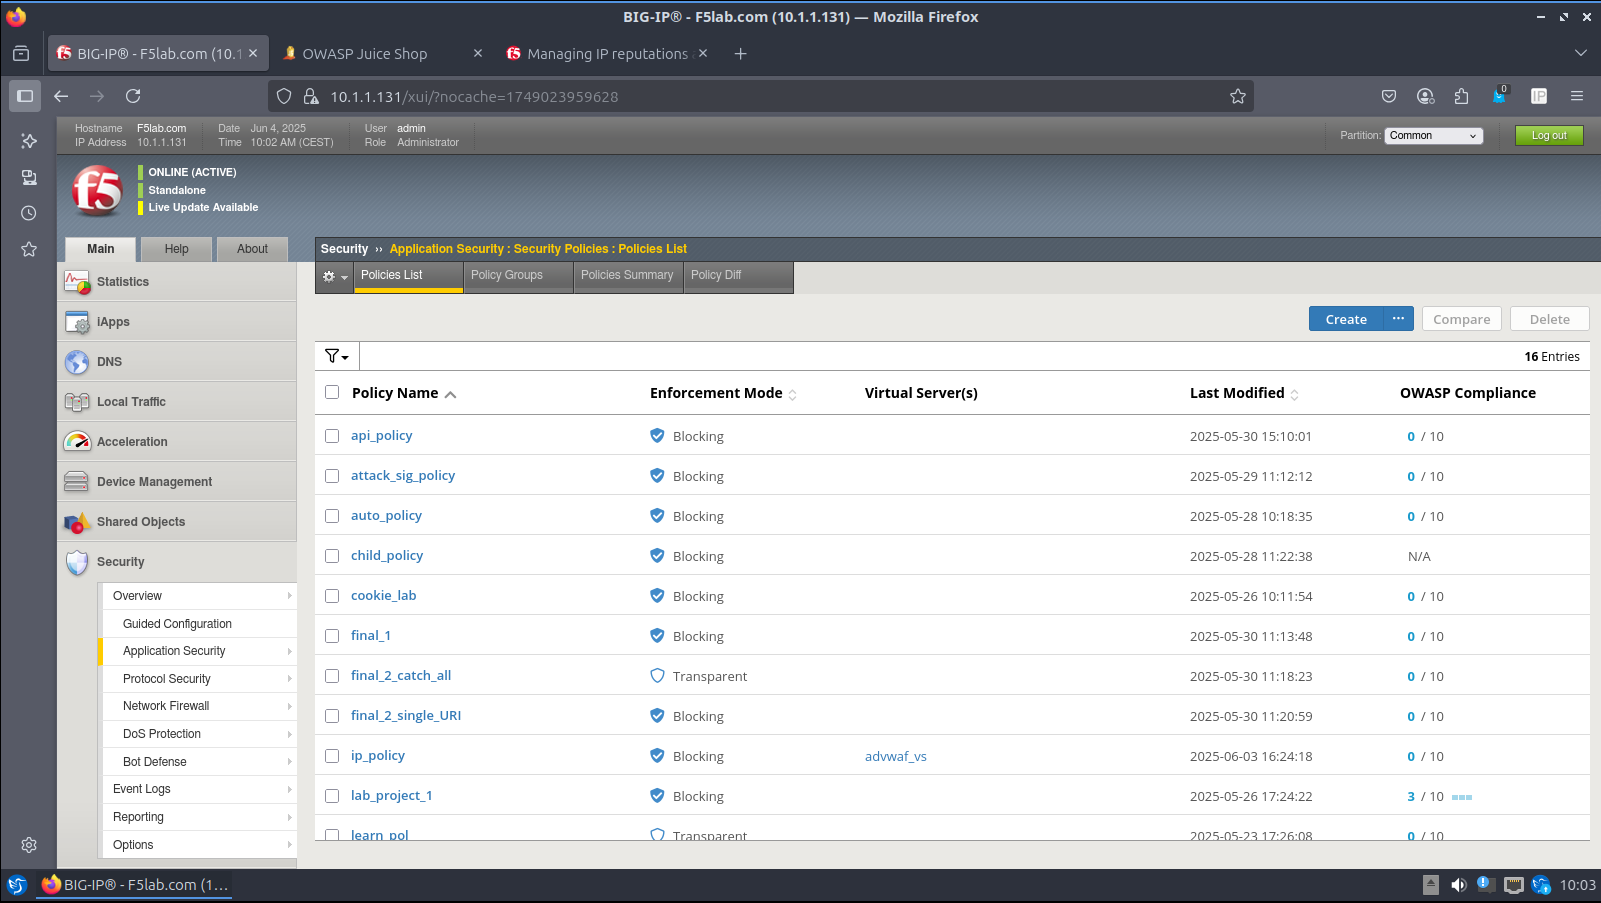 BIG-IP® - F5lab.com (10.1.1.131) — Mozilla Firefox
BIG-IP® - F5lab.com (10.1
OWASP Juice Shop
Managing IP reputations
10.1.1.131/xui/?nocache=1749023959628
0
IP
Hostname F5lab.com Date Jun 4, 2025 User admin
IP Address 10.1.1.131 Time 10:02 AM (CEST) Role Administrator
Partition: Common
Log out
f5
ONLINE (ACTIVE)
Standalone
Live Update Available
Main Help About
Security ›› Application Security : Security Policies : Policies List
Policies List Policy Groups Policies Summary Policy Diff
Statistics
iApps
DNS
Local Traffic
Acceleration
Device Management
Shared Objects
Security
Overview
Guided Configuration
Application Security
Protocol Security
Network Firewall
DoS Protection
Bot Defense
Event Logs
Reporting
Options
Create ... Compare Delete
16 Entries
Policy Name Enforcement Mode Virtual Server(s) Last Modified OWASP Compliance
api_policy Blocking 2025-05-30 15:10:01 0 / 10
attack_sig_policy Blocking 2025-05-29 11:12:12 0 / 10
auto_policy Blocking 2025-05-28 10:18:35 0 / 10
child_policy Blocking 2025-05-28 11:22:38 N/A
cookie_lab Blocking 2025-05-26 10:11:54 0 / 10
final_1 Blocking 2025-05-30 11:13:48 0 / 10
final_2_catch_all Transparent 2025-05-30 11:18:23 0 / 10
final_2_single_URI Blocking 2025-05-30 11:20:59 0 / 10
ip_policy Blocking advwaf_vs 2025-06-03 16:24:18 0 / 10
lab_project_1 Blocking 2025-05-26 17:24:22 3 / 10
learn_pol Transparent 2025-05-23 17:26:08 0 / 10
BIG-IP® - F5lab.com (1...
10:03